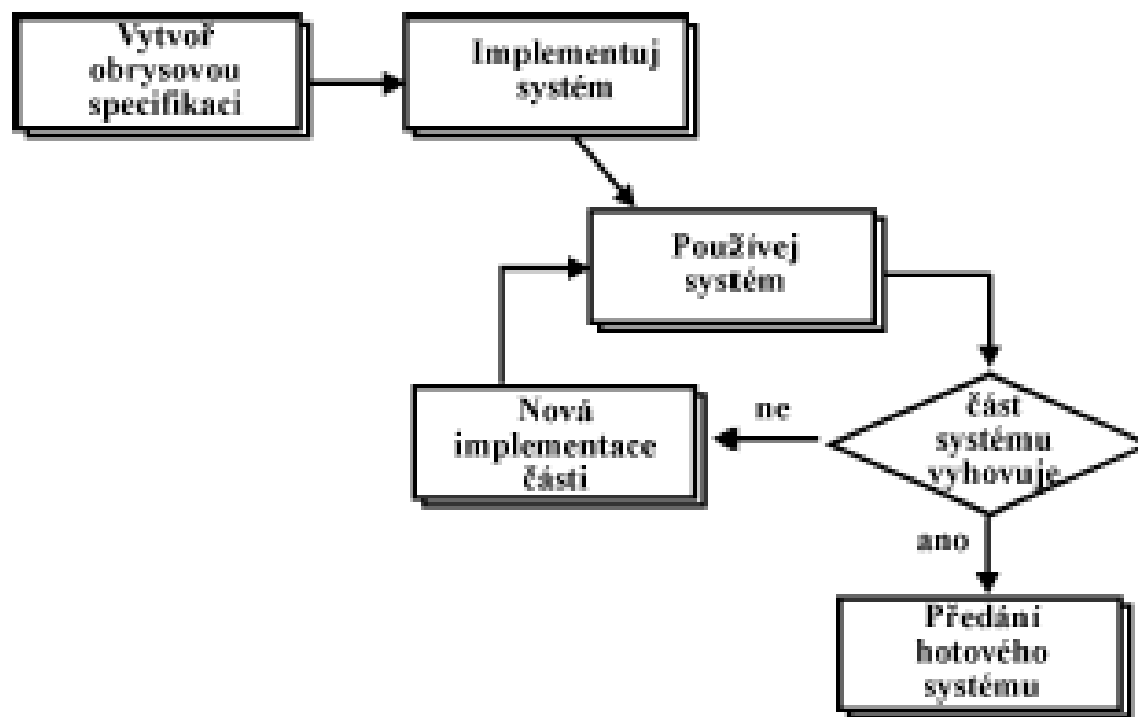 Vytvoř
obrysovou
specifikaci
Implementuj
systém
Používej
systém
Nová
implementace
části
ne
část
systému
vyhovuje
ano
Předání
hotového
systému